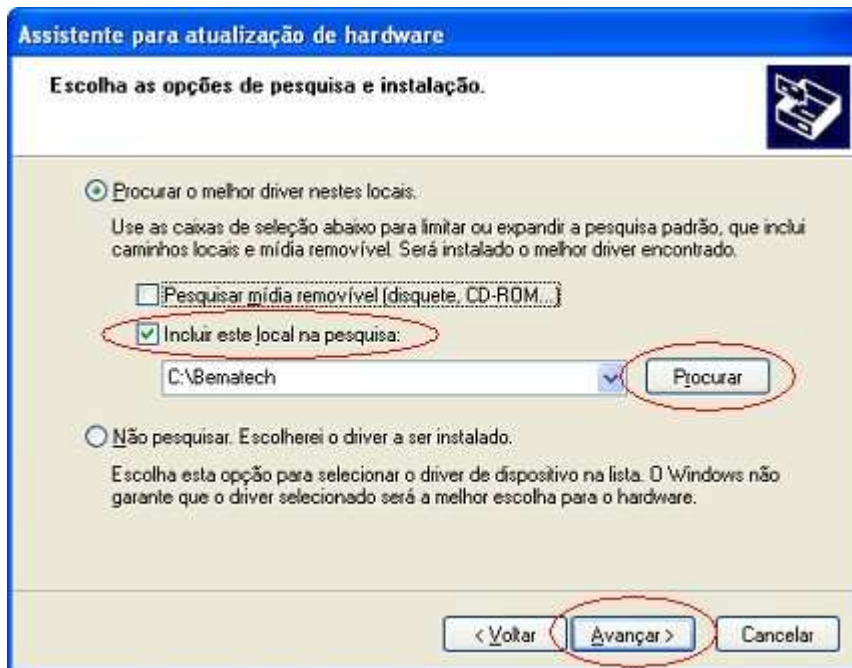 Assistente para atualização de hardware
Escolha as opções de pesquisa e instalação.
Procurar o melhor driver nestes locais.
Use as caixas de seleção abaixo para limitar ou expandir a pesquisa padrão, que inclui
caminhos locais e mídia removível. Será instalado o melhor driver encontrado.
Pesquisar mídia removível (disquete, CD-ROM...)
Incluir este local na pesquisa:
C:\Bematech
Procurar
Não pesquisar. Escolherei o driver a ser instalado.
Escolha esta opção para selecionar o driver de dispositivo na lista. O Windows não
garante que o driver selecionado será a melhor escolha para o hardware.
< Voltar Avançar > Cancelar